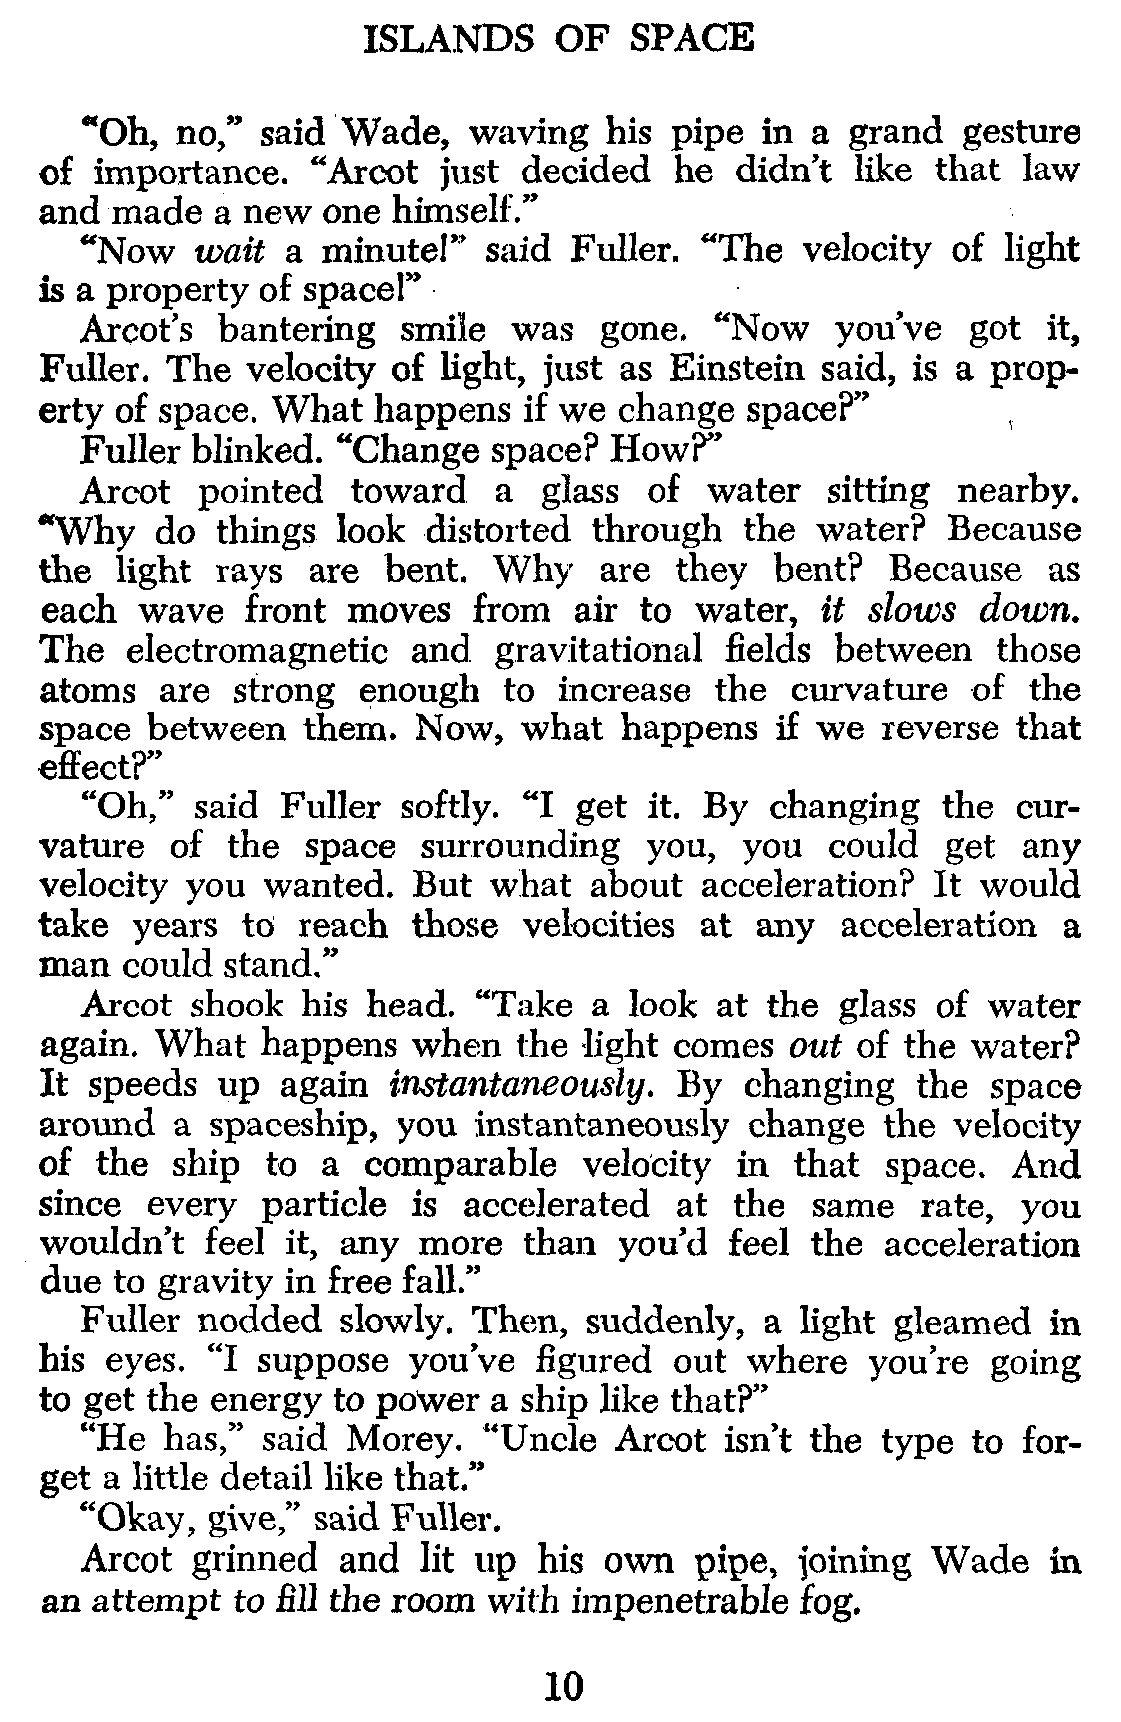 ISLANDS OF SPACE
“Oh, no,” said Wade, waving his pipe in a grand gesture
of importance. “Arcot just decided he didn’t like that law
and made a new one himself.”
“Now wait a minute!” said Fuller. “The velocity of light
is a property of space!”
Arcot’s bantering smile was gone. “Now you’ve got it,
Fuller. The velocity of light, just as Einstein said, is a prop-
erty of space. What happens if we change space?”
Fuller blinked. “Change space? How?”
Arcot pointed toward a glass of water sitting nearby.
“Why do things look distorted through the water? Because
the light rays are bent. Why are they bent? Because as
each wave front moves from air to water, it slows down.
The electromagnetic and gravitational fields between those
atoms are strong enough to increase the curvature of the
space between them. Now, what happens if we reverse that
effect?”
“Oh,” said Fuller softly. “I get it. By changing the cur-
vature of the space surrounding you, you could get any
velocity you wanted. But what about acceleration? It would
take years to reach those velocities at any acceleration a
man could stand.”
Arcot shook his head. “Take a look at the glass of water
again. What happens when the light comes out of the water?
It speeds up again instantaneously. By changing the space
around a spaceship, you instantaneously change the velocity
of the ship to a comparable velocity in that space. And
since every particle is accelerated at the same rate, you
wouldn’t feel it, any more than you’d feel the acceleration
due to gravity in free fall.”
Fuller nodded slowly. Then, suddenly, a light gleamed in
his eyes. “I suppose you’ve figured out where you’re going
to get the energy to power a ship like that?”
“He has,” said Morey. “Uncle Arcot isn’t the type to for-
get a little detail like that.”
“Okay, give,” said Fuller.
Arcot grinned and lit up his own pipe, joining Wade in
an attempt to fill the room with impenetrable fog.
10